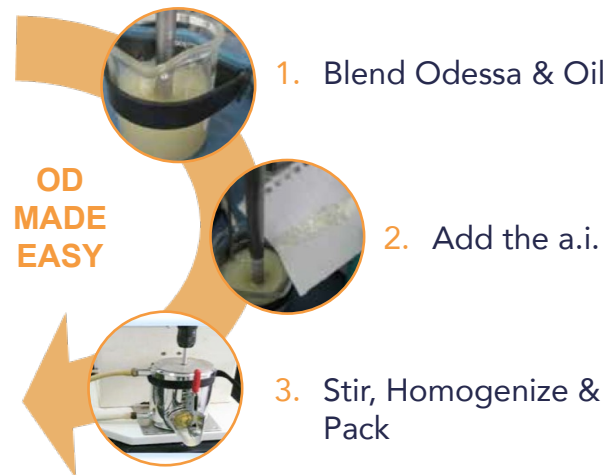 1. Blend Odessa & Oil
OD
MADE
EASY
2. Add the a.i.
3. Stir, Homogenize &
Pack